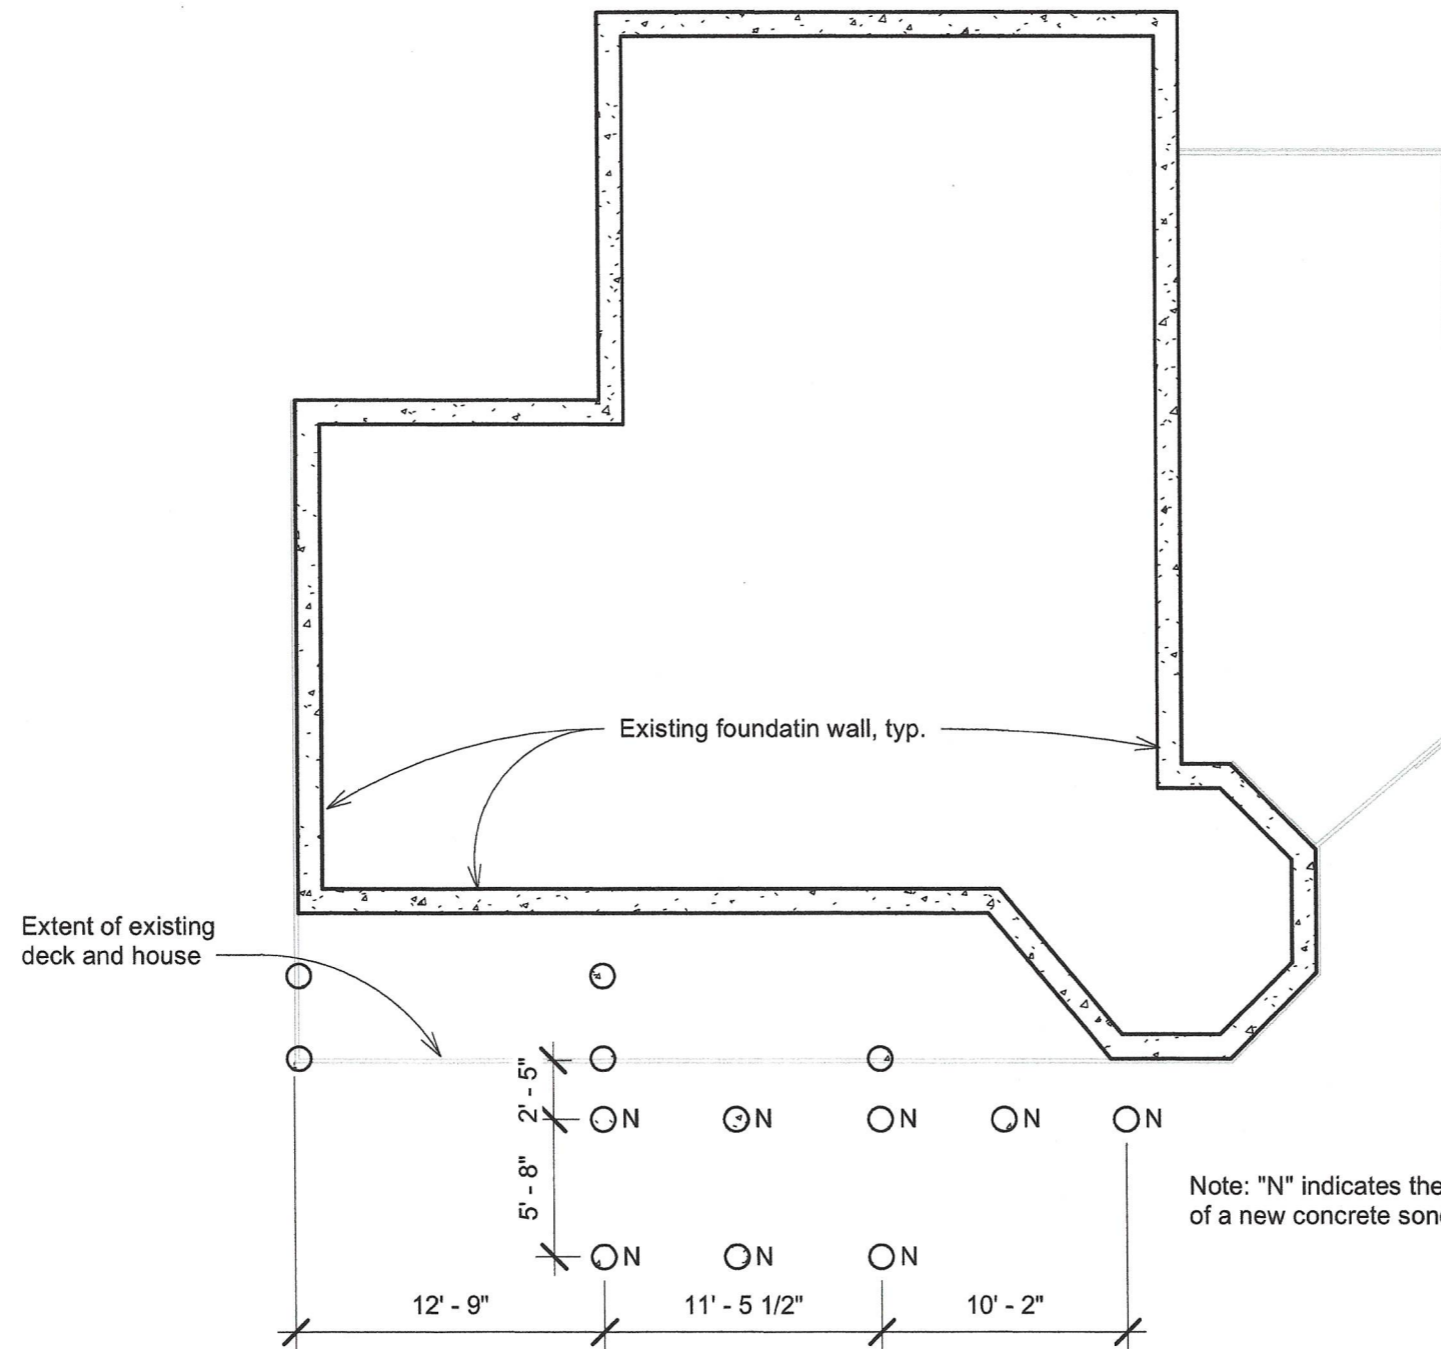 Existing foundatin wall, typ.
Extent of existing
deck and house
2' - 5"
N N N N N
5' - 8"
Note: "N" indicates the
of a new concrete
N N N
12' - 9" 11' - 5 1/2" 10' - 2"